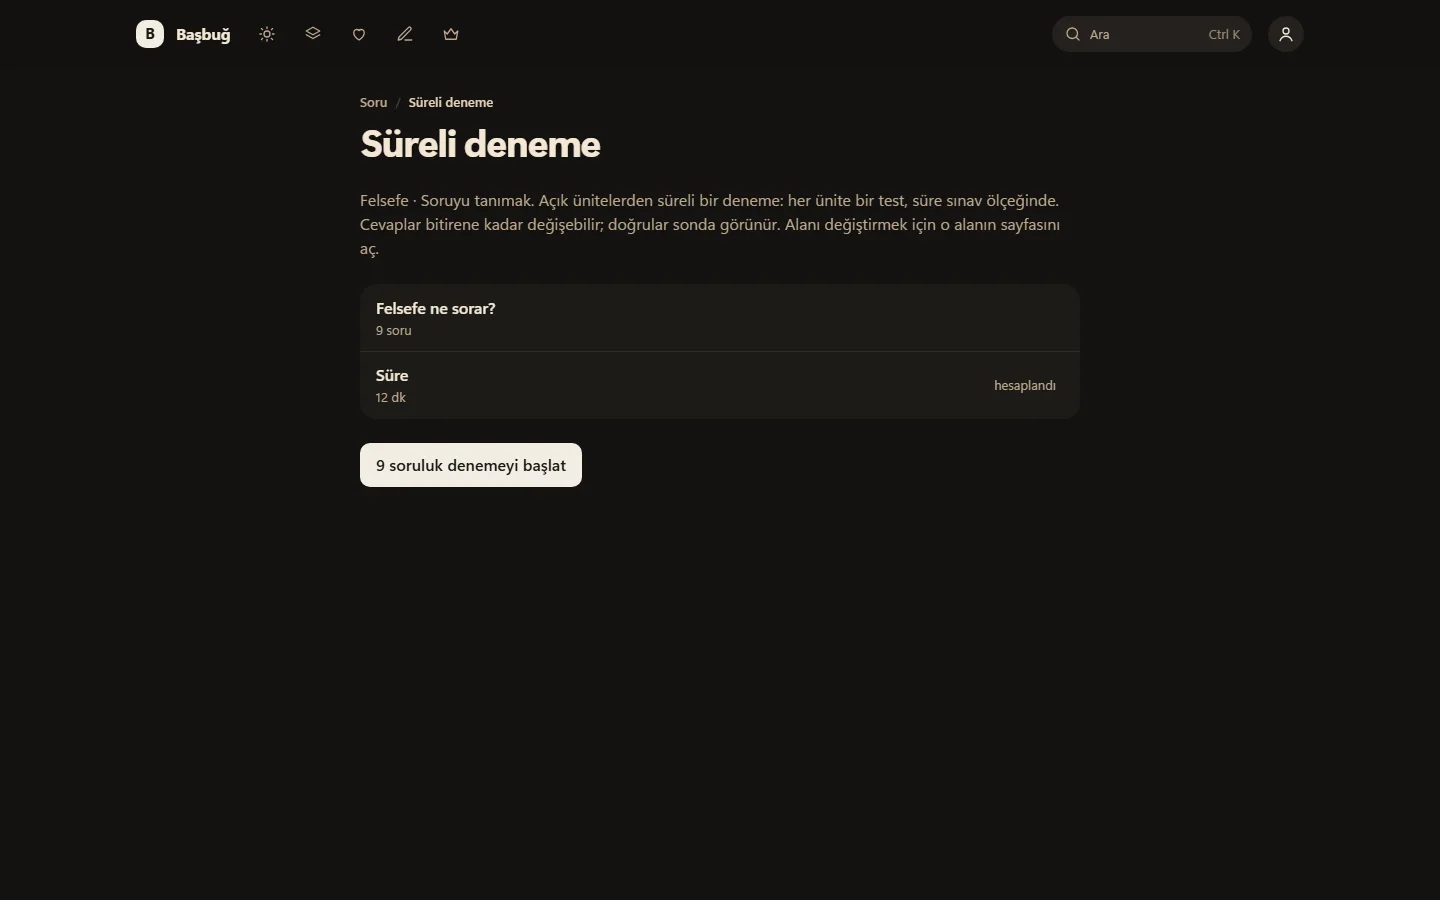 B Başbuğ
Ara Ctrl K
Soru / Süreli deneme
Süreli deneme
Felsefe · Soruyu tanımak. Açık ünitelerden süreli bir deneme: her ünite bir test, süre sınav ölçeğinde.
Cevaplar bitirene kadar değişebilir; doğrular sonda görünür. Alanı değiştirmek için o alanın sayfasını
aç.
Felsefe ne sorar?
9 soru
Süre
12 dk
hesaplandı
9 soruluk denemeyi başlat